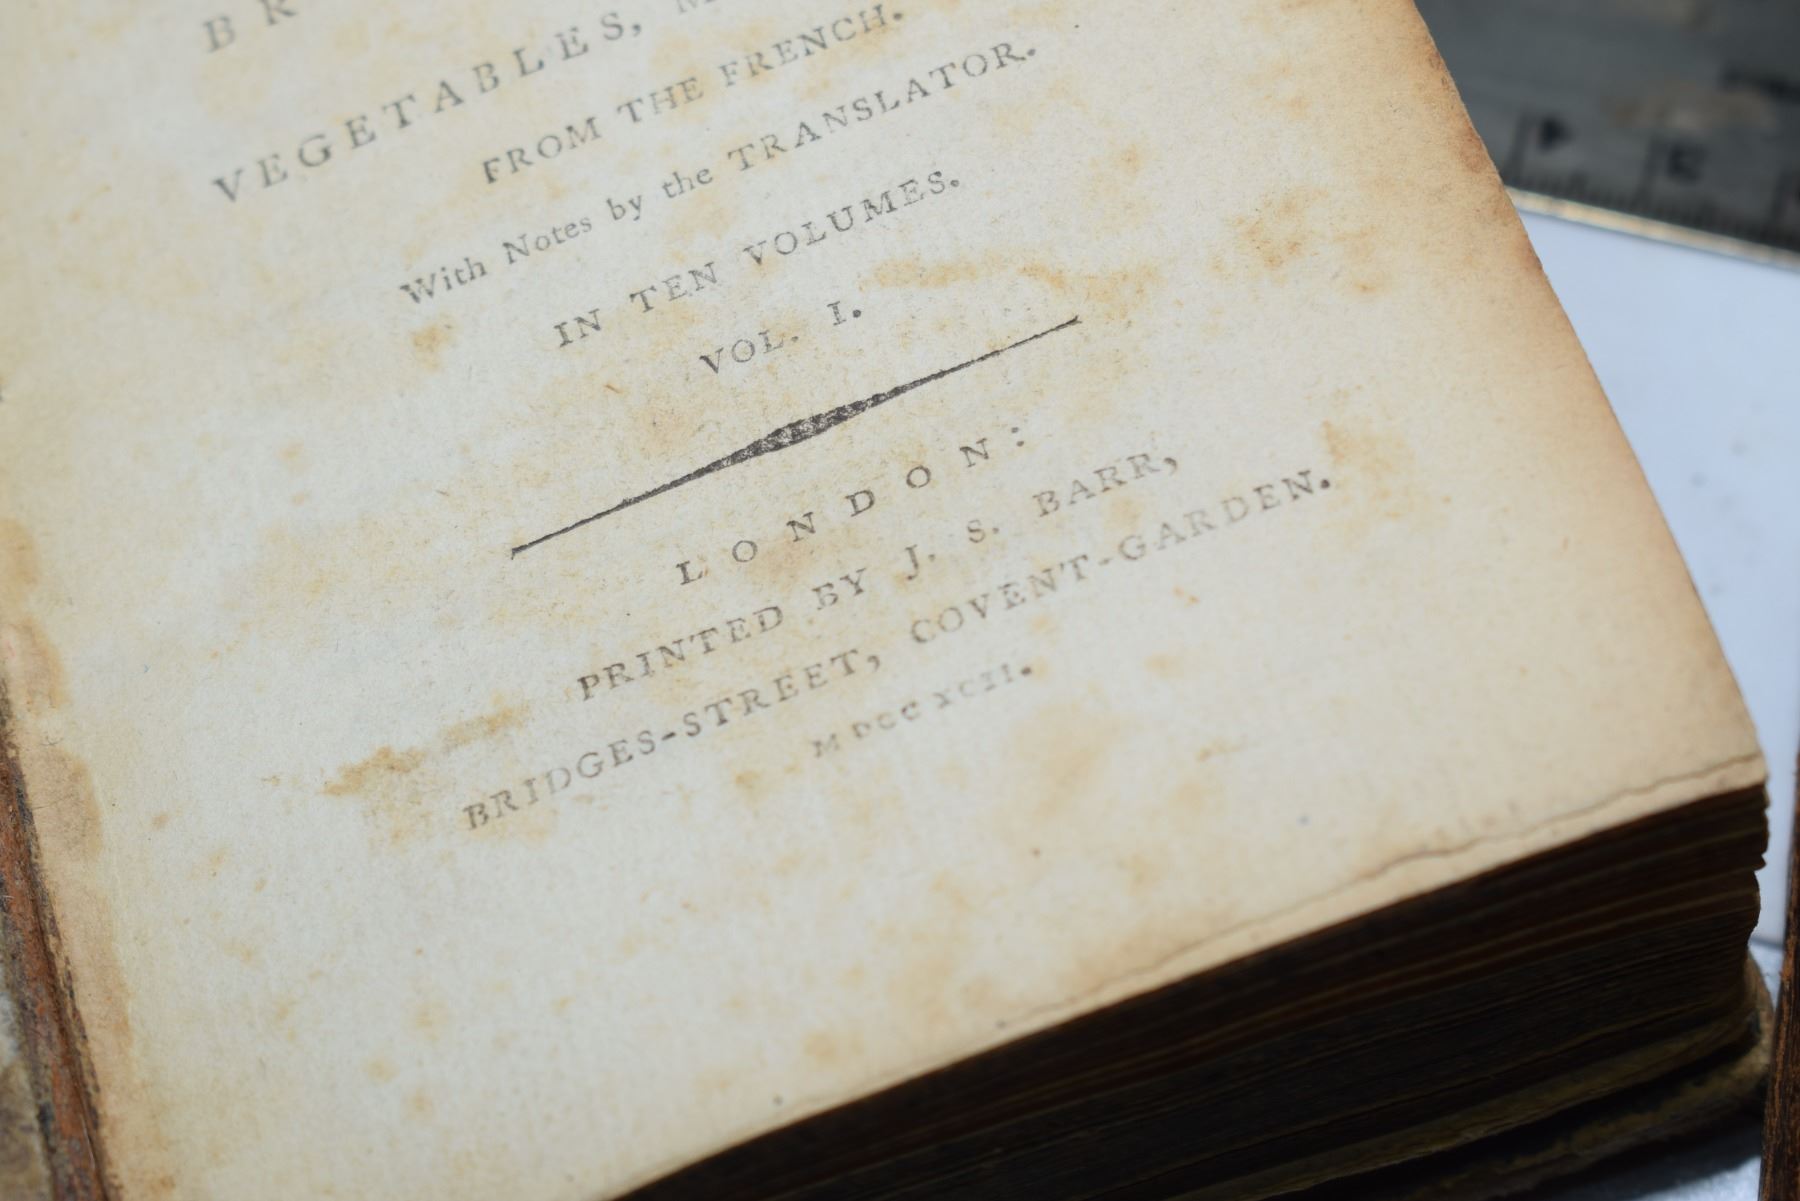 BR
VEGETABLES, M
FROM THE FRENCH.
With Notes by the TRANSLATOR.
IN TEN VOLUMES.
VOL. I.
LONDON:
PRINTED BY J. S. BARR,
BRIDGES-STREET, COVENT-GARDEN.
MDCCXCII.